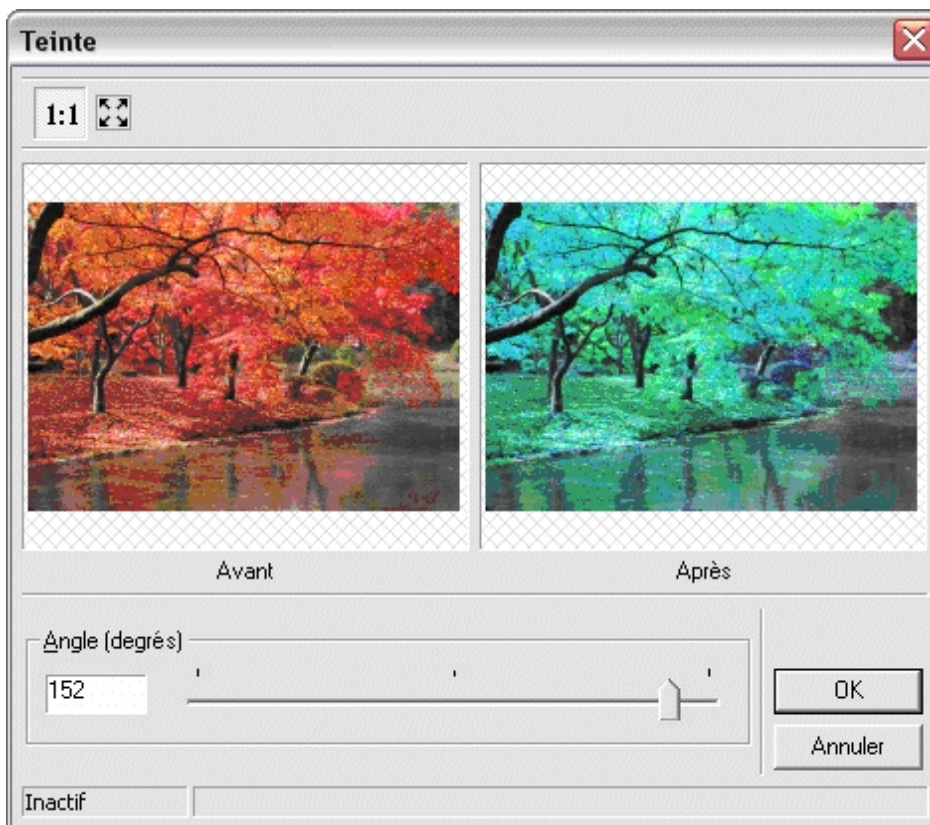 Teinte
1:1
Avant
Après
Angle (degrés)
152
OK
Annuler
Inactif